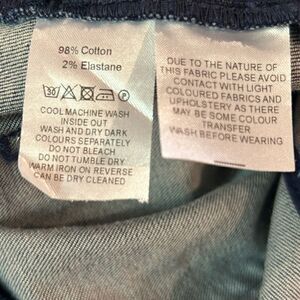 98% Cotton
2% Elastane
30 P
COOL MACHINE WASH
INSIDE OUT
WASH AND DRY DARK
COLOURS SEPARATELY
DO NOT BLEACH
DO NOT TUMBLE DRY
WARM IRON ON REVERSE
CAN BE DRY CLEANED
DUE TO THE NATURE OF
THIS FABRIC PLEASE AVOID
CONTACT WITH LIGHT
COLOURED FABRICS AND
UPHOLSTERY AS THERE
MAY BE SOME COLOUR
TRANSFER
WASH BEFORE WEARING